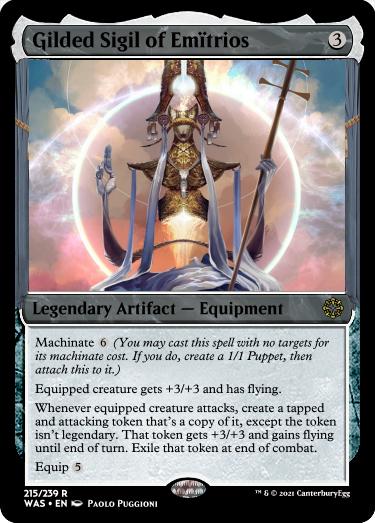 Gilded Sigil of Emïtrios 3
Legendary Artifact — Equipment
Machinate 6 (You may cast this spell with no targets for
its machinate cost. If you do, create a 1/1 Puppet, then
attach this to it.)
Equipped creature gets +3/+3 and has flying.
Whenever equipped creature attacks, create a tapped
and attacking token that's a copy of it, except the token
isn't legendary. That token gets +3/+3 and gains flying
until end of turn. Exile that token at end of combat.
Equip 5
215/239 R
WAS • EN Paolo Puggioni
™ & © 2021 CanterburyEgg